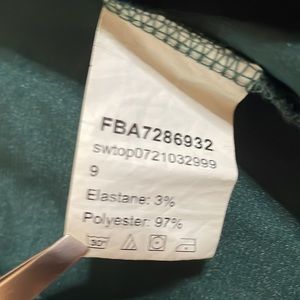 FBA7286932
swtop0721032999
9
Elastane: 3%
Polyester: 97%
30°